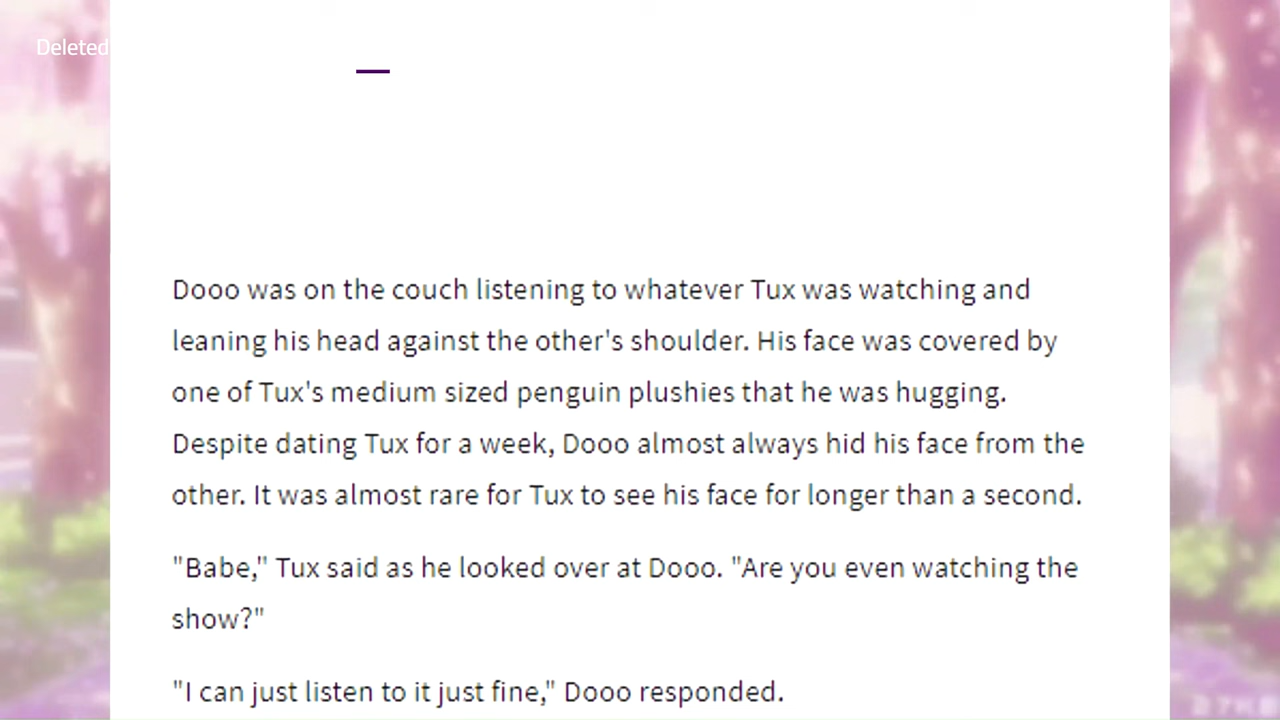 Deleted
Dooo was on the couch listening to whatever Tux was watching and
leaning his head against the other's shoulder. His face was covered by
one of Tux's medium sized penguin plushies that he was hugging.
Despite dating Tux for a week, Dooo almost always hid his face from the
other. It was almost rare for Tux to see his face for longer than a second.
"Babe," Tux said as he looked over at Dooo. "Are you even watching the
show?"
"I can just listen to it just fine," Dooo responded.